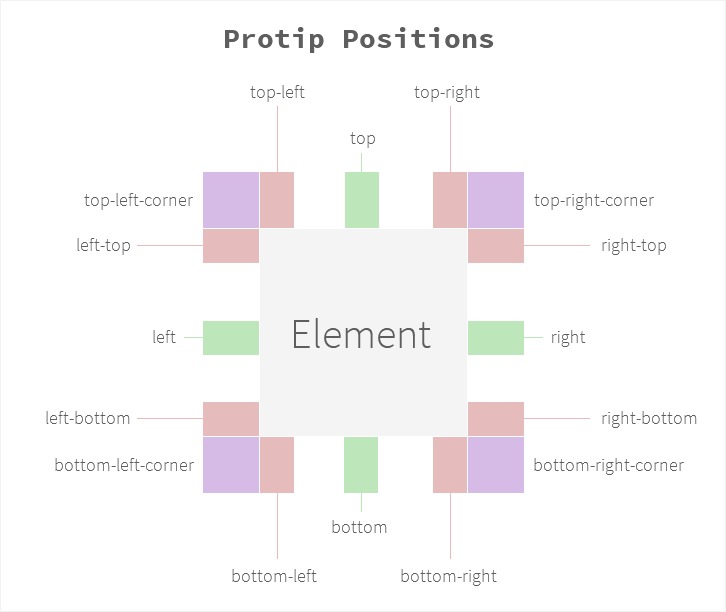 Protip Positions
top-left
top-right
top
top-left-corner
top-right-corner
left-top
right-top
left
Element
right
left-bottom
right-bottom
bottom-left-corner
bottom-right-corner
bottom
bottom-left
bottom-right